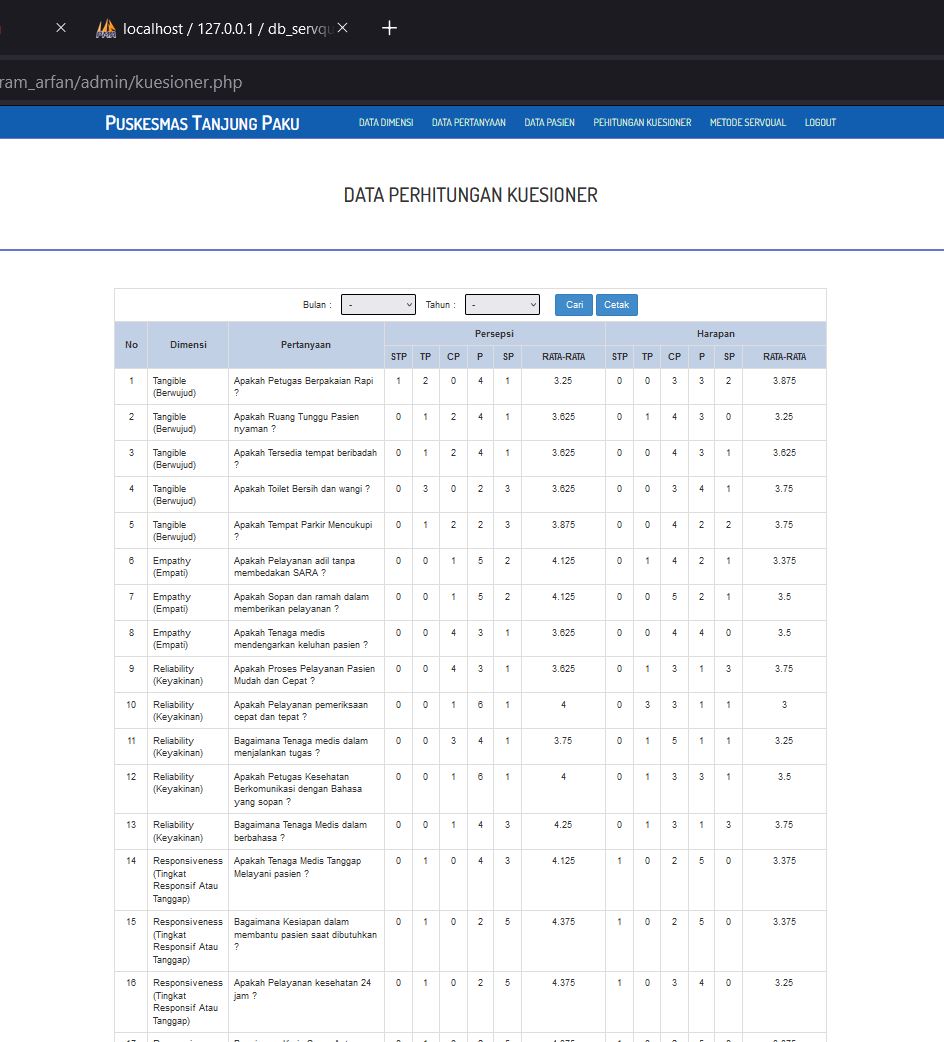 localhost / 127.0.0.1 / db_servqu
ram_arfan/admin/kuesioner.php
PUSKESMAS TANJUNG PAKU DATA DIMENSI DATA PERTANYAAN DATA PASIEN PEHITUNGAN KUESIONER METODE SERVQUAL LOGOUT
DATA PERHITUNGAN KUESIONER
Bulan : - Tahun : - Cari Cetak
No Dimensi Pertanyaan Persepsi Harapan
STP TP CP P SP RATA-RATA STP TP CP P SP RATA-RATA
1 Tangible Apakah Petugas Berpakaian Rapi 1 2 0 4 1 3.25 0 0 3 3 2 3.875
(Berwujud) ?
2 Tangible Apakah Ruang Tunggu Pasien 0 1 2 4 1 3.625 0 1 4 3 0 3.25
(Berwujud) nyaman ?
3 Tangible Apakah Tersedia tempat beribadah 0 1 2 4 1 3.625 0 0 4 3 1 3.625
(Berwujud) ?
4 Tangible Apakah Toilet Bersih dan wangi ? 0 3 0 2 3 3.625 0 0 3 4 1 3.75
(Berwujud)
5 Tangible Apakah Tempat Parkir Mencukupi 0 1 2 2 3 3.875 0 0 4 2 2 3.75
(Berwujud) ?
6 Empathy Apakah Pelayanan adil tanpa 0 0 1 5 2 4.125 0 1 4 2 1 3.375
(Empati) membedakan SARA ?
7 Empathy Apakah Sopan dan ramah dalam 0 0 1 5 2 4.125 0 0 5 2 1 3.5
(Empati) memberikan pelayanan ?
8 Empathy Apakah Tenaga medis 0 0 4 3 1 3.625 0 0 4 4 0 3.5
(Empati) mendengarkan keluhan pasien ?
9 Reliability Apakah Proses Pelayanan Pasien 0 0 4 3 1 3.625 0 1 3 1 3 3.75
(Keyakinan) Mudah dan Cepat ?
10 Reliability Apakah Pelayanan pemeriksaan 0 0 1 6 1 4 0 3 3 1 1 3
(Keyakinan) cepat dan tepat ?
11 Reliability Bagaimana Tenaga medis dalam 0 0 3 4 1 3.75 0 1 5 1 1 3.25
(Keyakinan) menjalankan tugas ?
12 Reliability Apakah Petugas Kesehatan 0 0 1 6 1 4 0 1 3 3 1 3.5
(Keyakinan) Berkomunikasi dengan Bahasa
yang sopan ?
13 Reliability Bagaimana Tenaga Medis dalam 0 0 1 4 3 4.25 0 1 3 1 3 3.75
(Keyakinan) berbahasa ?
14 Responsiveness Apakah Tenaga Medis Tanggap 0 1 0 4 3 4.125 1 0 2 5 0 3.375
(Tingkat Melayani pasien ?
Responsif Atau
Tanggap)
15 Responsiveness Bagaimana Kesiapan dalam 0 1 0 2 5 4.375 1 0 2 5 0 3.375
(Tingkat membantu pasien saat dibutuhkan
Responsif Atau ?
Tanggap)
16 Responsiveness Apakah Pelayanan kesehatan 24 0 1 0 2 5 4.375 1 0 3 4 0 3.25
(Tingkat jam ?
Responsif Atau
Tanggap)